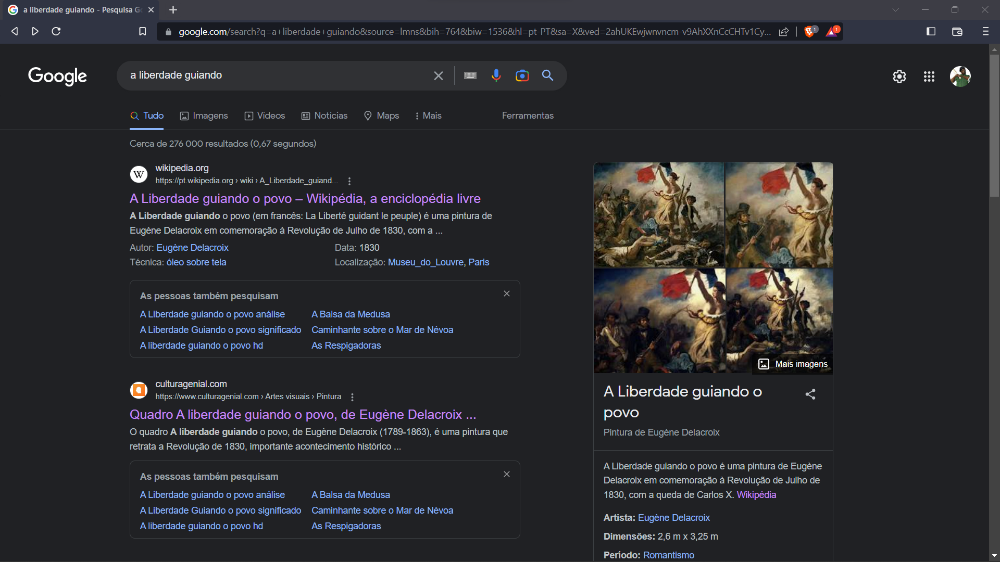 a liberdade guiando - Pesquisa Go
google.com/search?q=a+liberdade+guiando&source=lmns&bih=764&biw=1536&hl=pt-PT&sa=X&ved=2ahUKEwjwnvncm-v9AhXXnCcCHTv1Cy...
1
1
Google
a liberdade guiando
Tudo
Imagens
Vídeos
Notícias
Maps
Mais
Ferramentas
Cerca de 276 000 resultados (0,67 segundos)
W
wikipedia.org
https://pt.wikipedia.org › wiki › A_Liberdade_guiand...
A Liberdade guiando o povo – Wikipédia, a enciclopédia livre
A Liberdade guiando o povo (em francês: La Liberté guidant le peuple) é uma pintura de
Eugène Delacroix em comemoração à Revolução de Julho de 1830, com a ...
Autor: Eugène Delacroix
Data: 1830
Técnica: óleo sobre tela
Localização: Museu_do_Louvre, Paris
As pessoas também pesquisam
A Liberdade guiando o povo análise
A Balsa da Medusa
A Liberdade Guiando o povo significado
Caminhante sobre o Mar de Névoa
A liberdade guiando o povo hd
As Respigadoras
culturagenial.com
https://www.culturagenial.com › Artes visuais › Pintura
Quadro A liberdade guiando o povo, de Eugène Delacroix ...
O quadro A liberdade guiando o povo, de Eugène Delacroix (1789-1863), é uma pintura que
retrata a Revolução de 1830, importante acontecimento histórico ...
As pessoas também pesquisam
A Liberdade guiando o povo análise
A Balsa da Medusa
A Liberdade Guiando o povo significado
Caminhante sobre o Mar de Névoa
A liberdade guiando o povo hd
As Respigadoras
Mais imagens
A Liberdade guiando o
povo
Pintura de Eugène Delacroix
A Liberdade guiando o povo é uma pintura de Eugène
Delacroix em comemoração à Revolução de Julho de
1830, com a queda de Carlos X. Wikipédia
Artista: Eugène Delacroix
Dimensões: 2,6 m x 3,25 m
Período: Romantismo